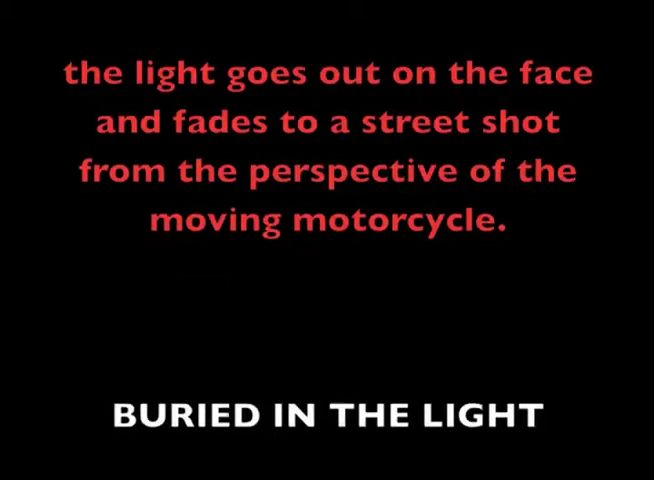 the light goes out on the face
and fades to a street shot
from the perspective of the
moving motorcycle.
BURIED IN THE LIGHT